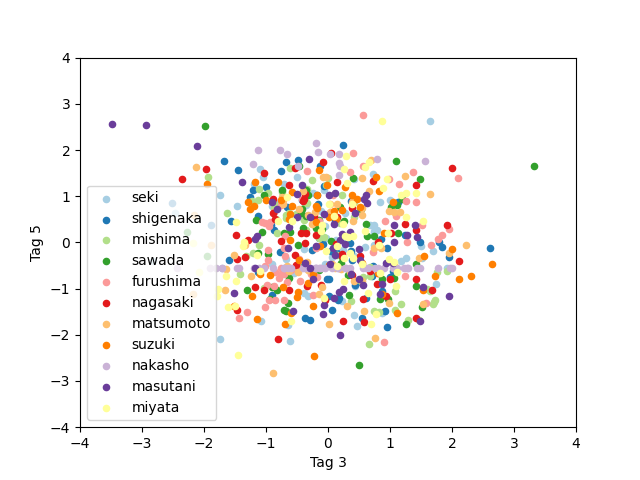 4
3
2
1
0
−1
−2
−3
−4
Tag 5
seki
shigenaka
mishima
sawada
furushima
nagasaki
matsumoto
suzuki
nakasho
masutani
miyata
−4 −3 −2 −1 0 1 2 3 4
Tag 3